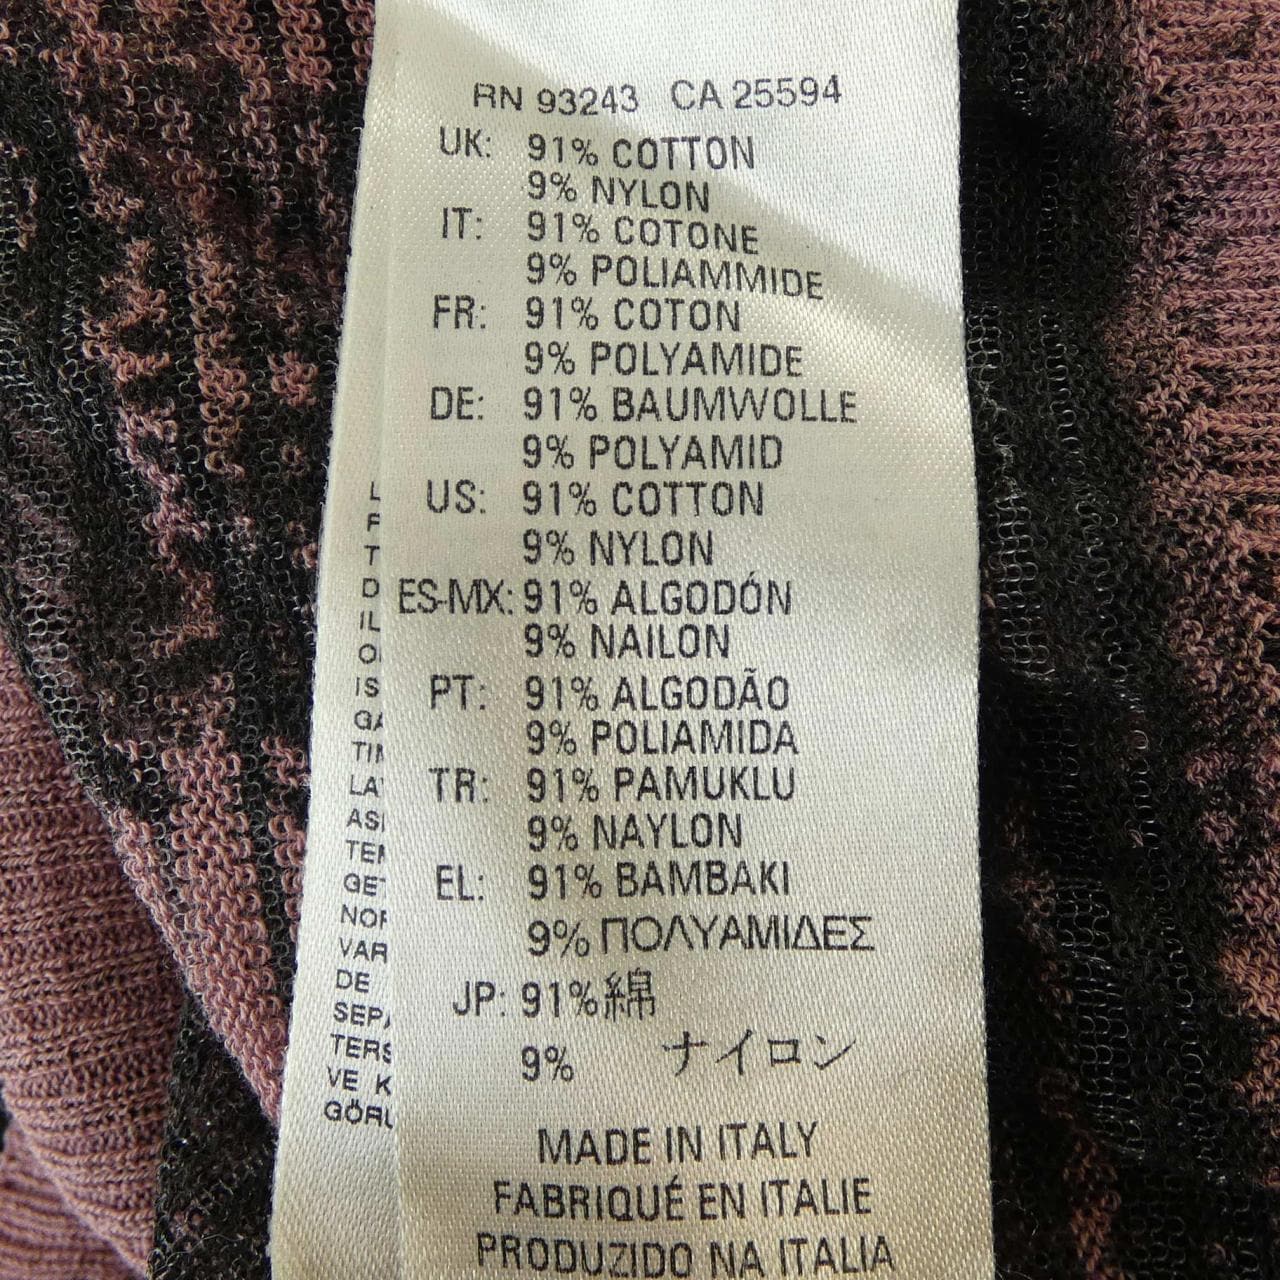 RN 93243 CA 25594
UK: 91% COTTON
9% NYLON
IT: 91% COTONE
9% POLIAMMIDE
FR: 91% COTON
9% POLYAMIDE
DE: 91% BAUMWOLLE
9% POLYAMID
US: 91% COTTON
9% NYLON
ES-MX: 91% ALGODÓN
9% NAILON
PT: 91% ALGODÃO
9% POLIAMIDA
TR: 91% PAMUKLU
9% NAYLON
EL: 91% BAMBAKI
9% ΠΟΛΥΑΜΙΔΕΣ
JP: 91% 綿
9% ナイロン
MADE IN ITALY
FABRIQUÉ EN ITALIE
PRODUZIDO NA ITALIA
DE
VE